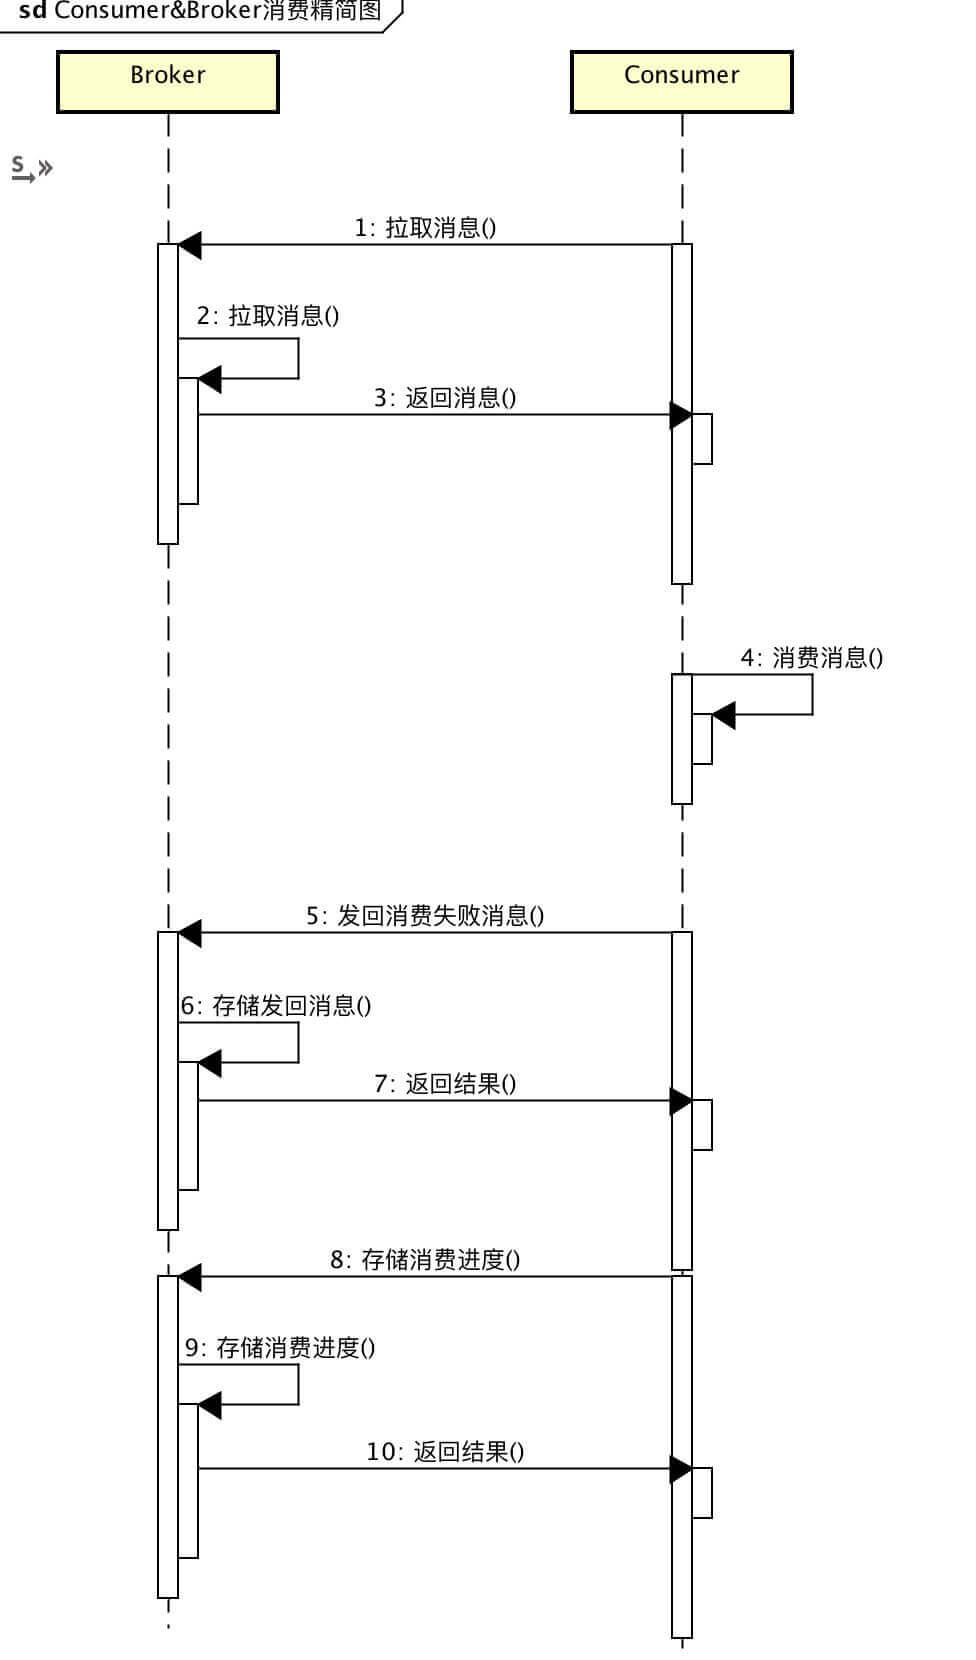 sd Consumer&Broker消费精简图
Broker
Consumer
S
1: 拉取消息()
2: 拉取消息()
3: 返回消息()
4: 消费消息()
5: 发回消费失败消息()
6: 存储发回消息()
7: 返回结果()
8: 存储消费进度()
9: 存储消费进度()
10: 返回结果()